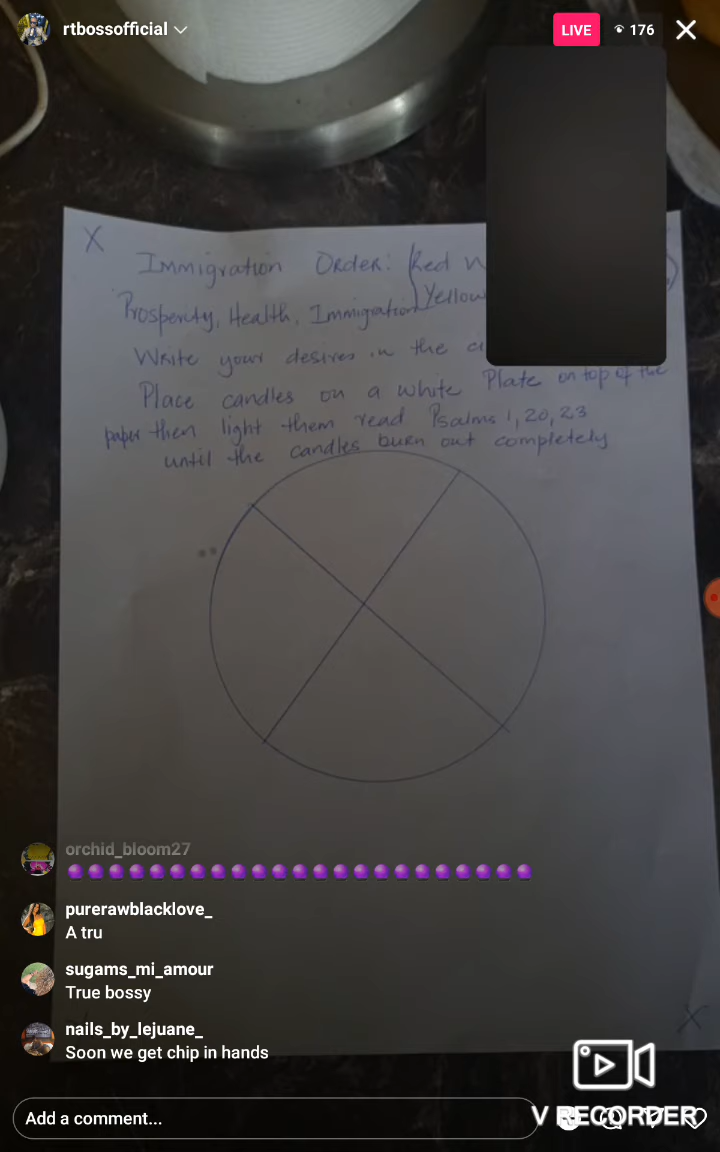 rtbossofficial
LIVE
176
X
Immigration Order: (Red
Prosperity, Health, Immigration Yellow
Write your desires in the
Place candles on a white Plate on top of the
paper then light them read Psalms 1, 20, 23
until the candles burn out completely
orchid_bloom27
purerawblacklove_
A tru
sugams_mi_amour
True bossy
nails_by_lejuane_
Soon we get chip in hands
X
Add a comment...
V RECORDER